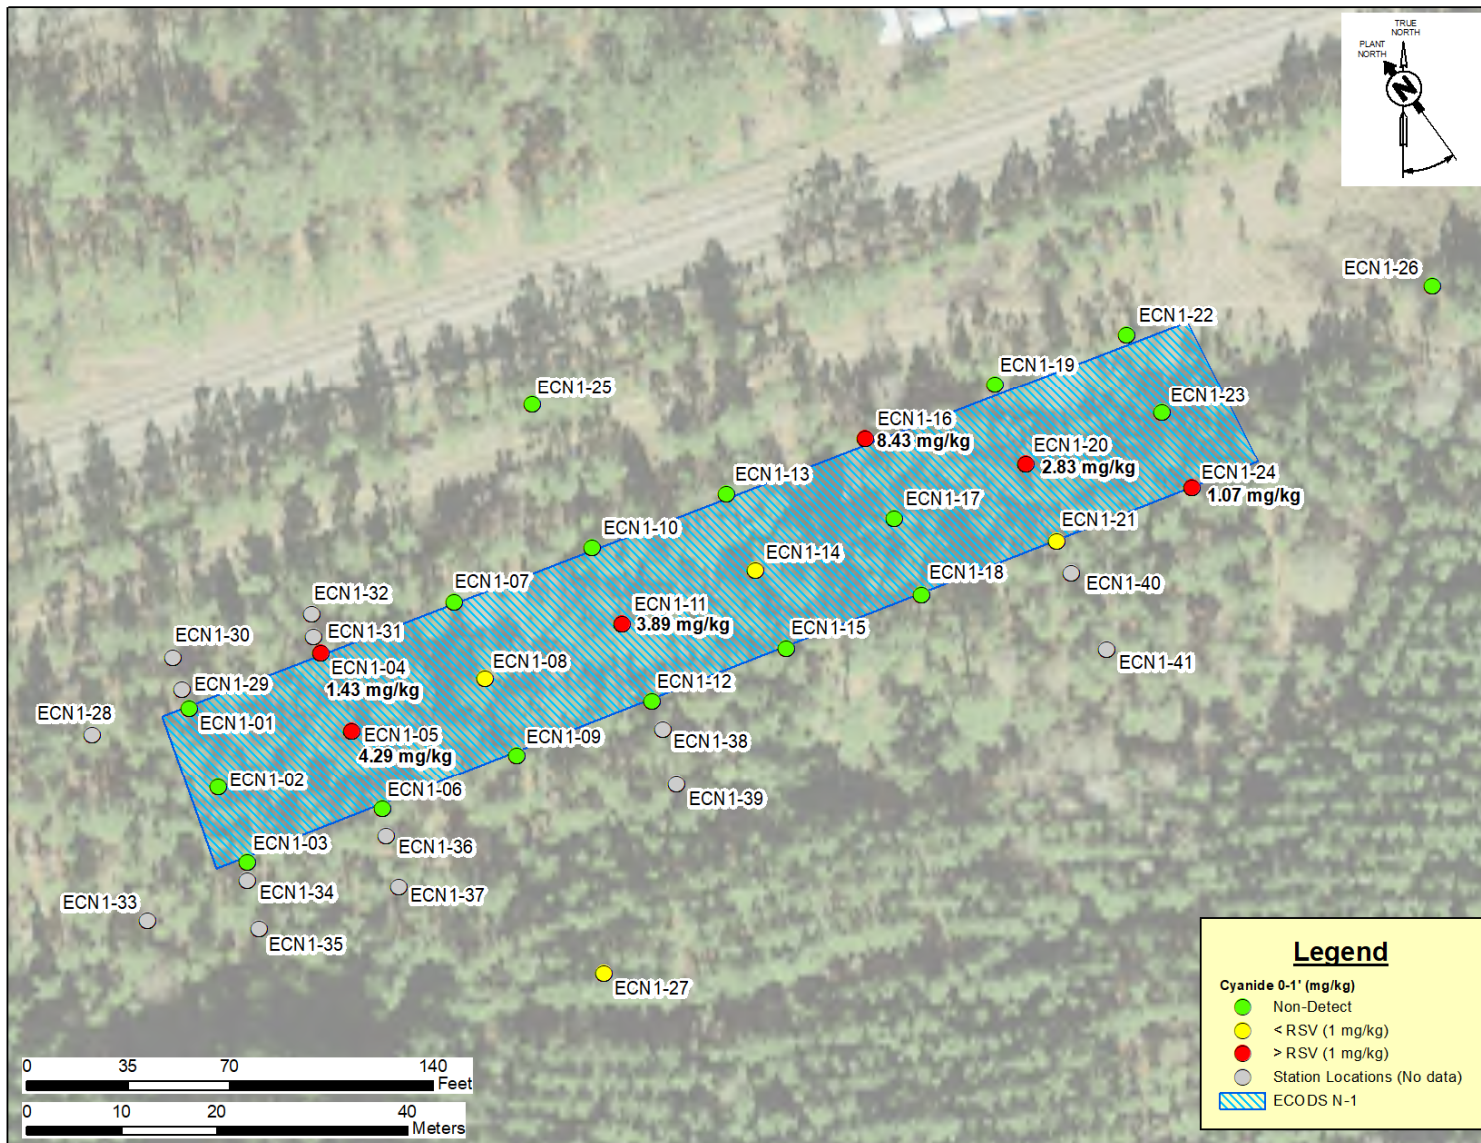 TRUE
NORTH
PLANT
NORTH
N
ECN1-26
ECN1-22
ECN1-19
ECN1-25
ECN1-23
ECN1-16
8.43 mg/kg
ECN1-20
2.83 mg/kg
ECN1-24
1.07 mg/kg
ECN1-13
ECN1-17
ECN1-21
ECN1-10
ECN1-14
ECN1-40
ECN1-07
ECN1-18
ECN1-32
ECN1-11
3.89 mg/kg
ECN1-31
ECN1-15
ECN1-41
ECN1-30
ECN1-04
1.43 mg/kg
ECN1-08
ECN1-29
ECN1-12
ECN1-28
ECN1-01
ECN1-05
4.29 mg/kg
ECN1-09
ECN1-38
ECN1-02
ECN1-06
ECN1-39
ECN1-03
ECN1-36
ECN1-34
ECN1-37
ECN1-33
ECN1-35
ECN1-27
Legend
Cyanide 0-1' (mg/kg)
Non-Detect
< RSV (1 mg/kg)
> RSV (1 mg/kg)
Station Locations (No data)
ECODS N-1
0 35 70 140
Feet
0 10 20 40
Meters